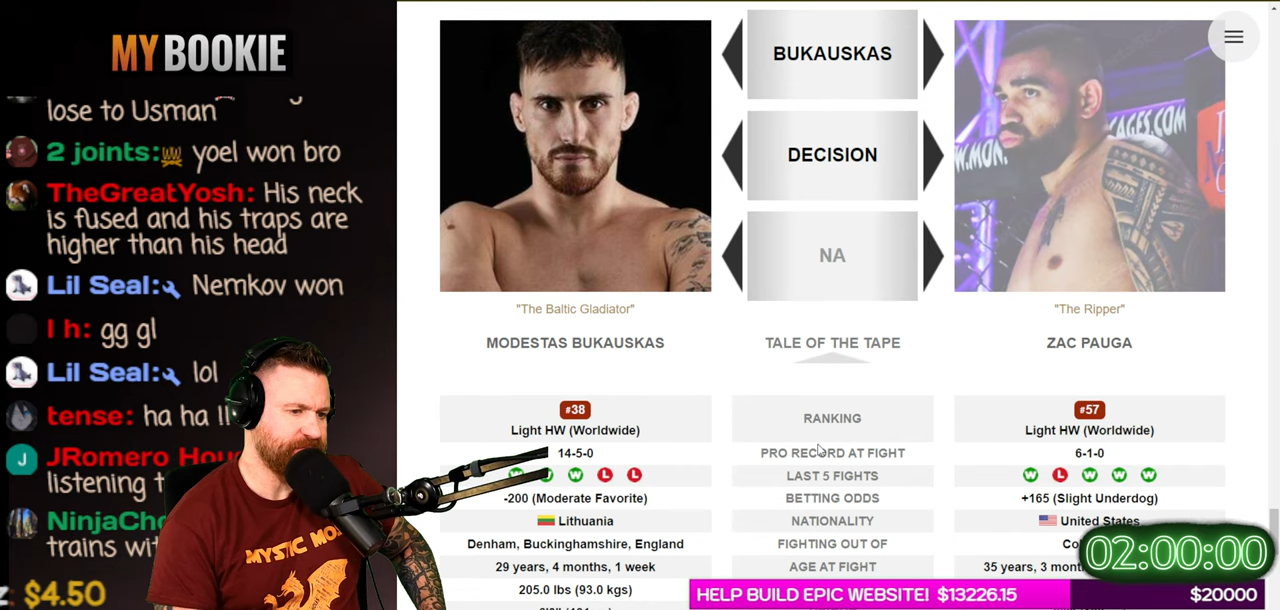 MYBOOKIE
lose to Usman
2 joints: yoel won bro
TheGreatYosh: His neck
is fused and his traps are
higher than his head
Lil Seal: Nemkov won
I h: gg gl
Lil Seal: lol
tense: ha ha !!
JRomero Hou
listening t
NinjaCho
trains wit
$4.50
MYSTIC
BUKAUSKAS
DECISION
NA
"The Baltic Gladiator"
"The Ripper"
MODESTAS BUKAUSKAS
TALE OF THE TAPE
ZAC PAUGA
#38
Light HW (Worldwide)
RANKING
#57
Light HW (Worldwide)
14-5-0
PRO RECORD AT FIGHT
6-1-0
W W L L
LAST 5 FIGHTS
W L W W W
-200 (Moderate Favorite)
BETTING ODDS
+165 (Slight Underdog)
Lithuania
NATIONALITY
United States
Denham, Buckinghamshire, England
FIGHTING OUT OF
Co
29 years, 4 months, 1 week
AGE AT FIGHT
35 years, 3 mont
205.0 lbs (93.0 kgs)
02:00:00
HELP BUILD EPIC WEBSITE! $13226.15
$20000